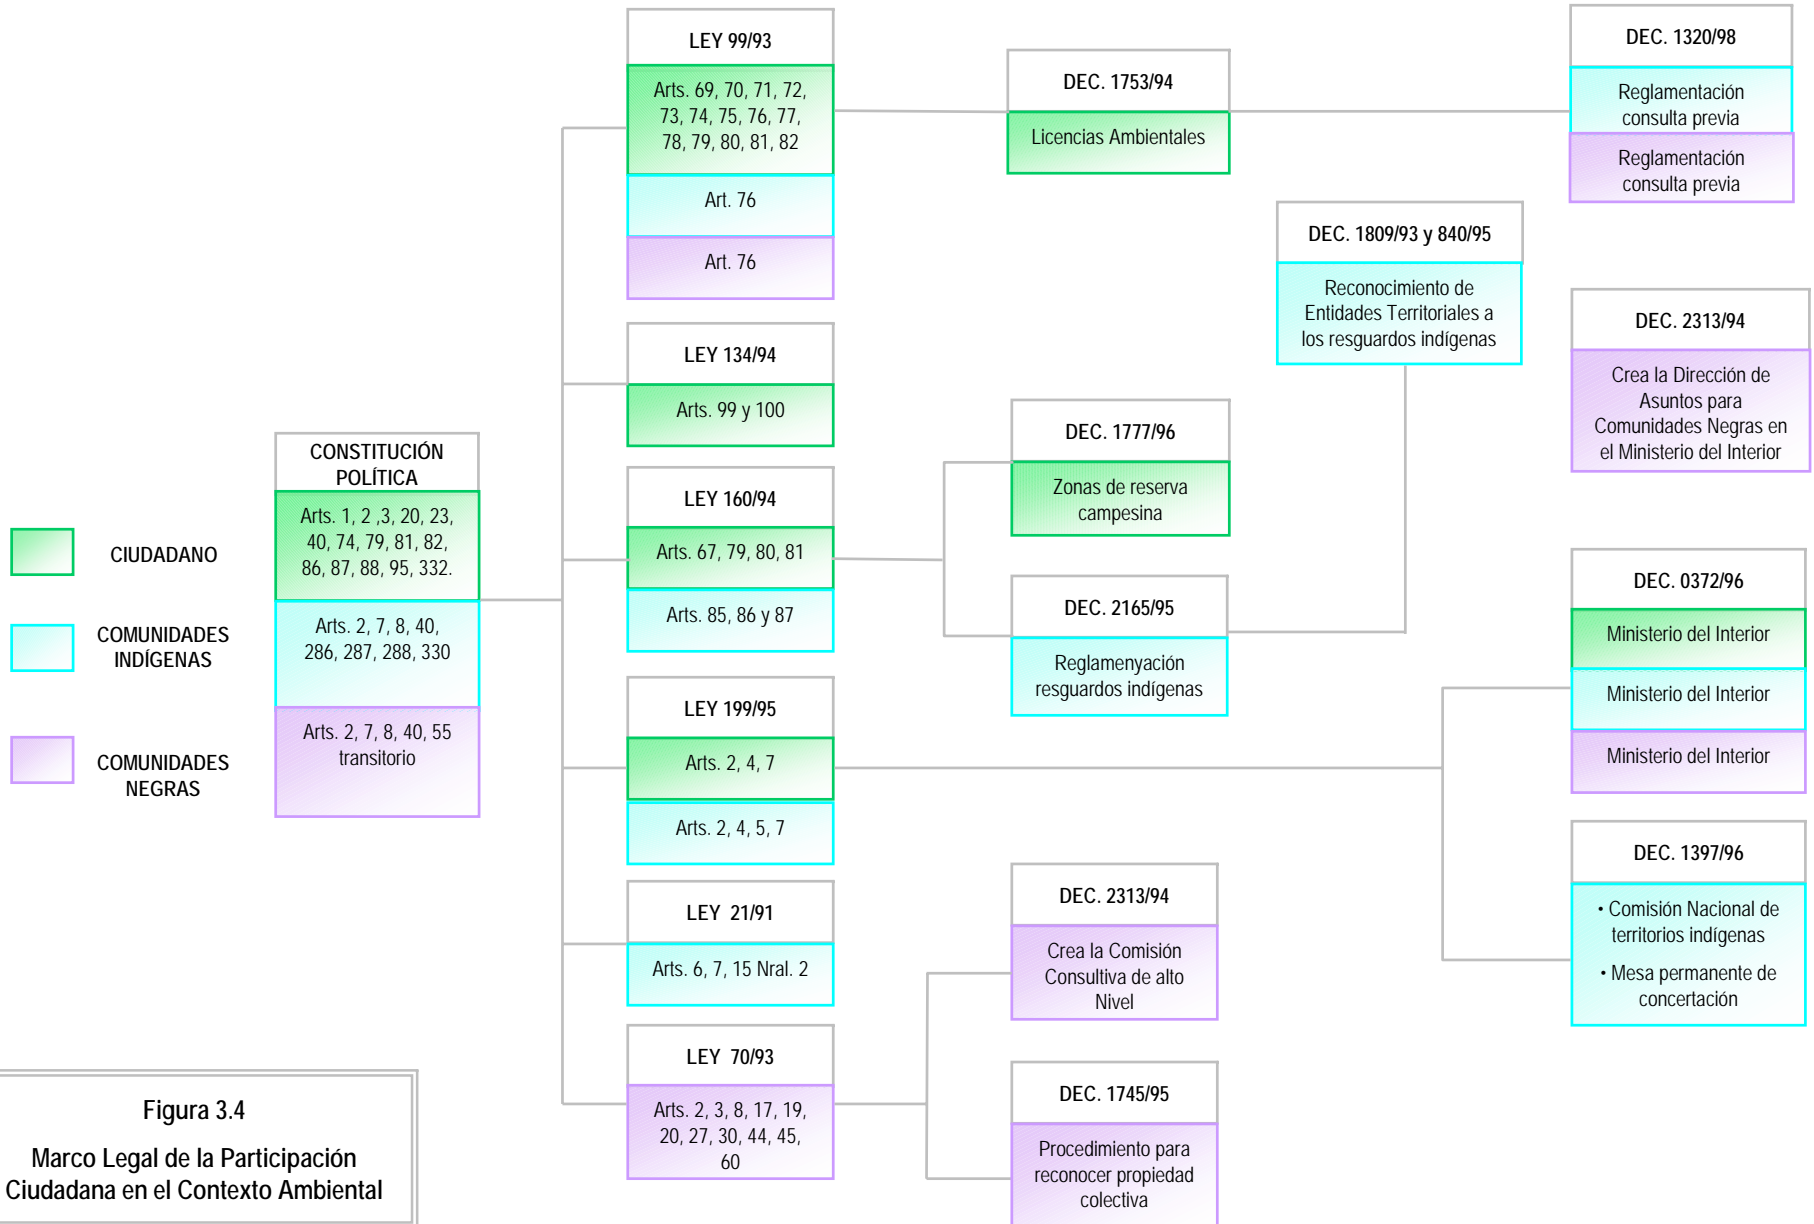 CIUDADANO
COMUNIDADES
INDÍGENAS
COMUNIDADES
NEGRAS
CONSTITUCIÓN
POLÍTICA
Arts. 1, 2 ,3, 20, 23,
40, 74, 79, 81, 82,
86, 87, 88, 95, 332.
Arts. 2, 7, 8, 40,
286, 287, 288, 330
Arts. 2, 7, 8, 40, 55
transitorio
LEY 99/93
Arts. 69, 70, 71, 72,
73, 74, 75, 76, 77,
78, 79, 80, 81, 82
Art. 76
Art. 76
LEY 134/94
Arts. 99 y 100
LEY 160/94
Arts. 67, 79, 80, 81
Arts. 85, 86 y 87
LEY 199/95
Arts. 2, 4, 7
Arts. 2, 4, 5, 7
LEY 21/91
Arts. 6, 7, 15 Nral. 2
LEY 70/93
Arts. 2, 3, 8, 17, 19,
20, 27, 30, 44, 45,
60
DEC. 1753/94
Licencias Ambientales
DEC. 1777/96
Zonas de reserva
campesina
DEC. 2165/95
Reglamenyación
resguardos indígenas
DEC. 2313/94
Crea la Comisión
Consultiva de alto
Nivel
DEC. 1745/95
Procedimiento para
reconocer propiedad
colectiva
DEC. 1809/93 y 840/95
Reconocimiento de
Entidades Territoriales a
los resguardos indígenas
DEC. 1320/98
Reglamentación
consulta previa
Reglamentación
consulta previa
DEC. 2313/94
Crea la Dirección de
Asuntos para
Comunidades Negras en
el Ministerio del Interior
DEC. 0372/96
Ministerio del Interior
Ministerio del Interior
Ministerio del Interior
DEC. 1397/96
• Comisión Nacional de
territorios indígenas
• Mesa permanente de
concertación
Figura 3.4
Marco Legal de la Participación
Ciudadana en el Contexto Ambiental